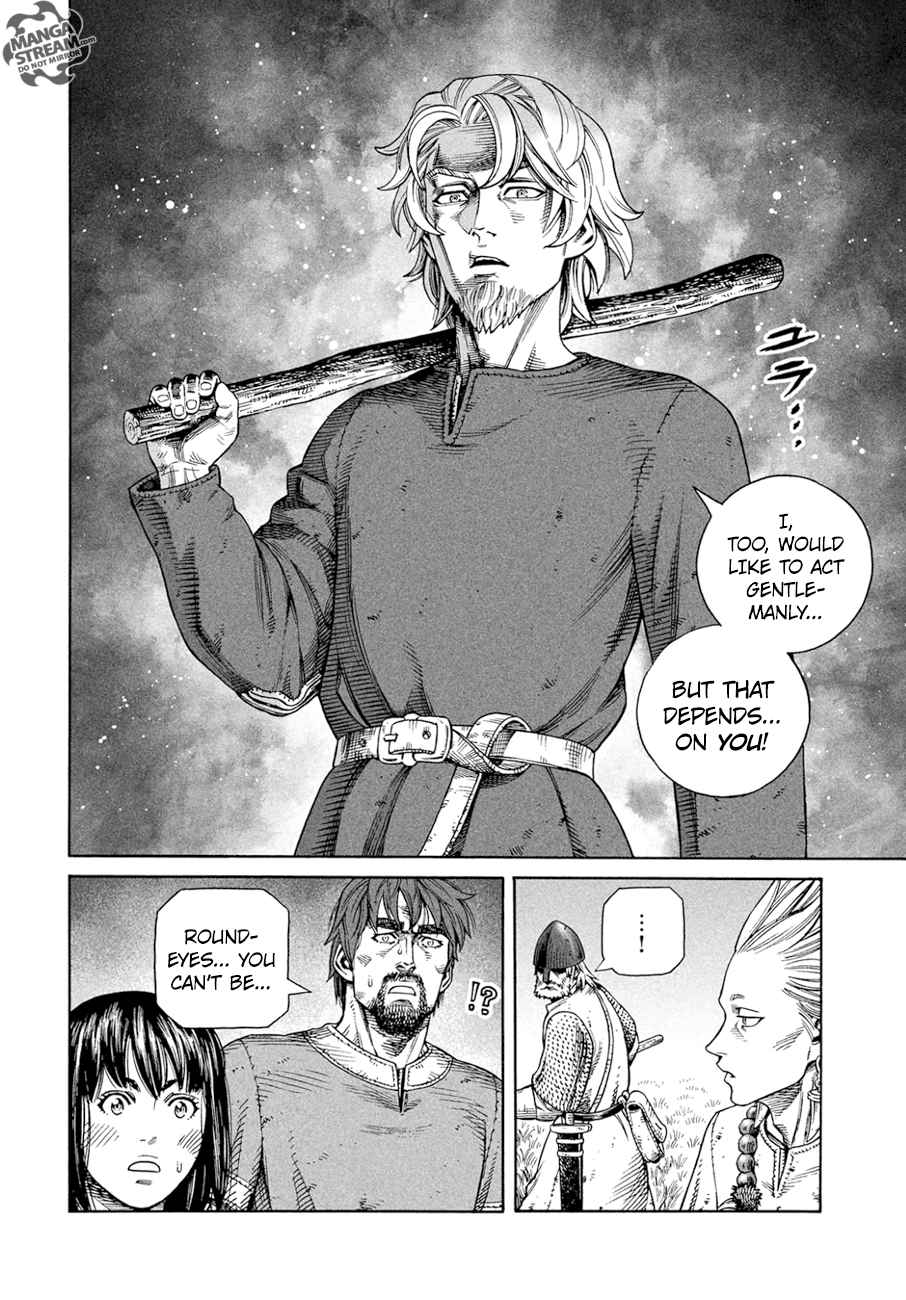 MANGA
STREAM.com
DO NOT MIRROR
ユラ…
I,
TOO, WOULD
LIKE TO ACT
GENTLE-
MANLY...
BUT THAT
DEPENDS...
ON YOU!
...!
ROUND-
EYES... YOU
CAN'T BE...
!?